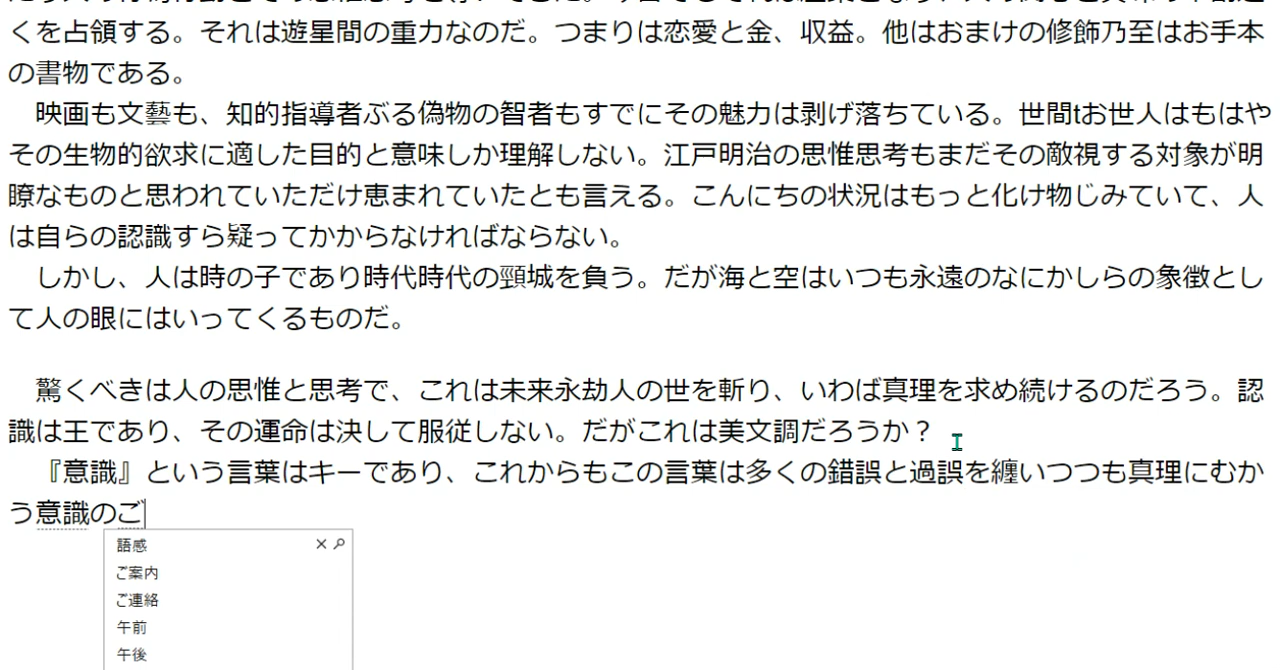 くを占領する。それは遊星間の重力なのだ。つまりは恋愛と金、収益。他はおまけの修飾乃至はお手本
の書物である。
　映画も文藝も、知的指導者ぶる偽物の智者もすでにその魅力は剥げ落ちている。世間tお世人はもはや
その生物的欲求に適した目的と意味しか理解しない。江戸明治の思惟思考もまだその敵視する対象が明
瞭なものと思われていただけ恵まれていたとも言える。こんにちの状況はもっと化け物じみていて、人
は自らの認識すら疑ってかからなければならない。
　しかし、人は時の子であり時代時代の頸城を負う。だが海と空はいつも永遠のなにかしらの象徴とし
て人の眼にはいってくるものだ。
　驚くべきは人の思惟と思考で、これは未来永劫人の世を斬り、いわば真理を求め続けるのだろう。認
識は王であり、その運命は決して服従しない。だがこれは美文調だろうか？
　『意識』という言葉はキーであり、これからもこの言葉は多くの錯誤と過誤を纏いつつも真理にむか
う意識のご
語感
ご案内
ご連絡
午前
午後